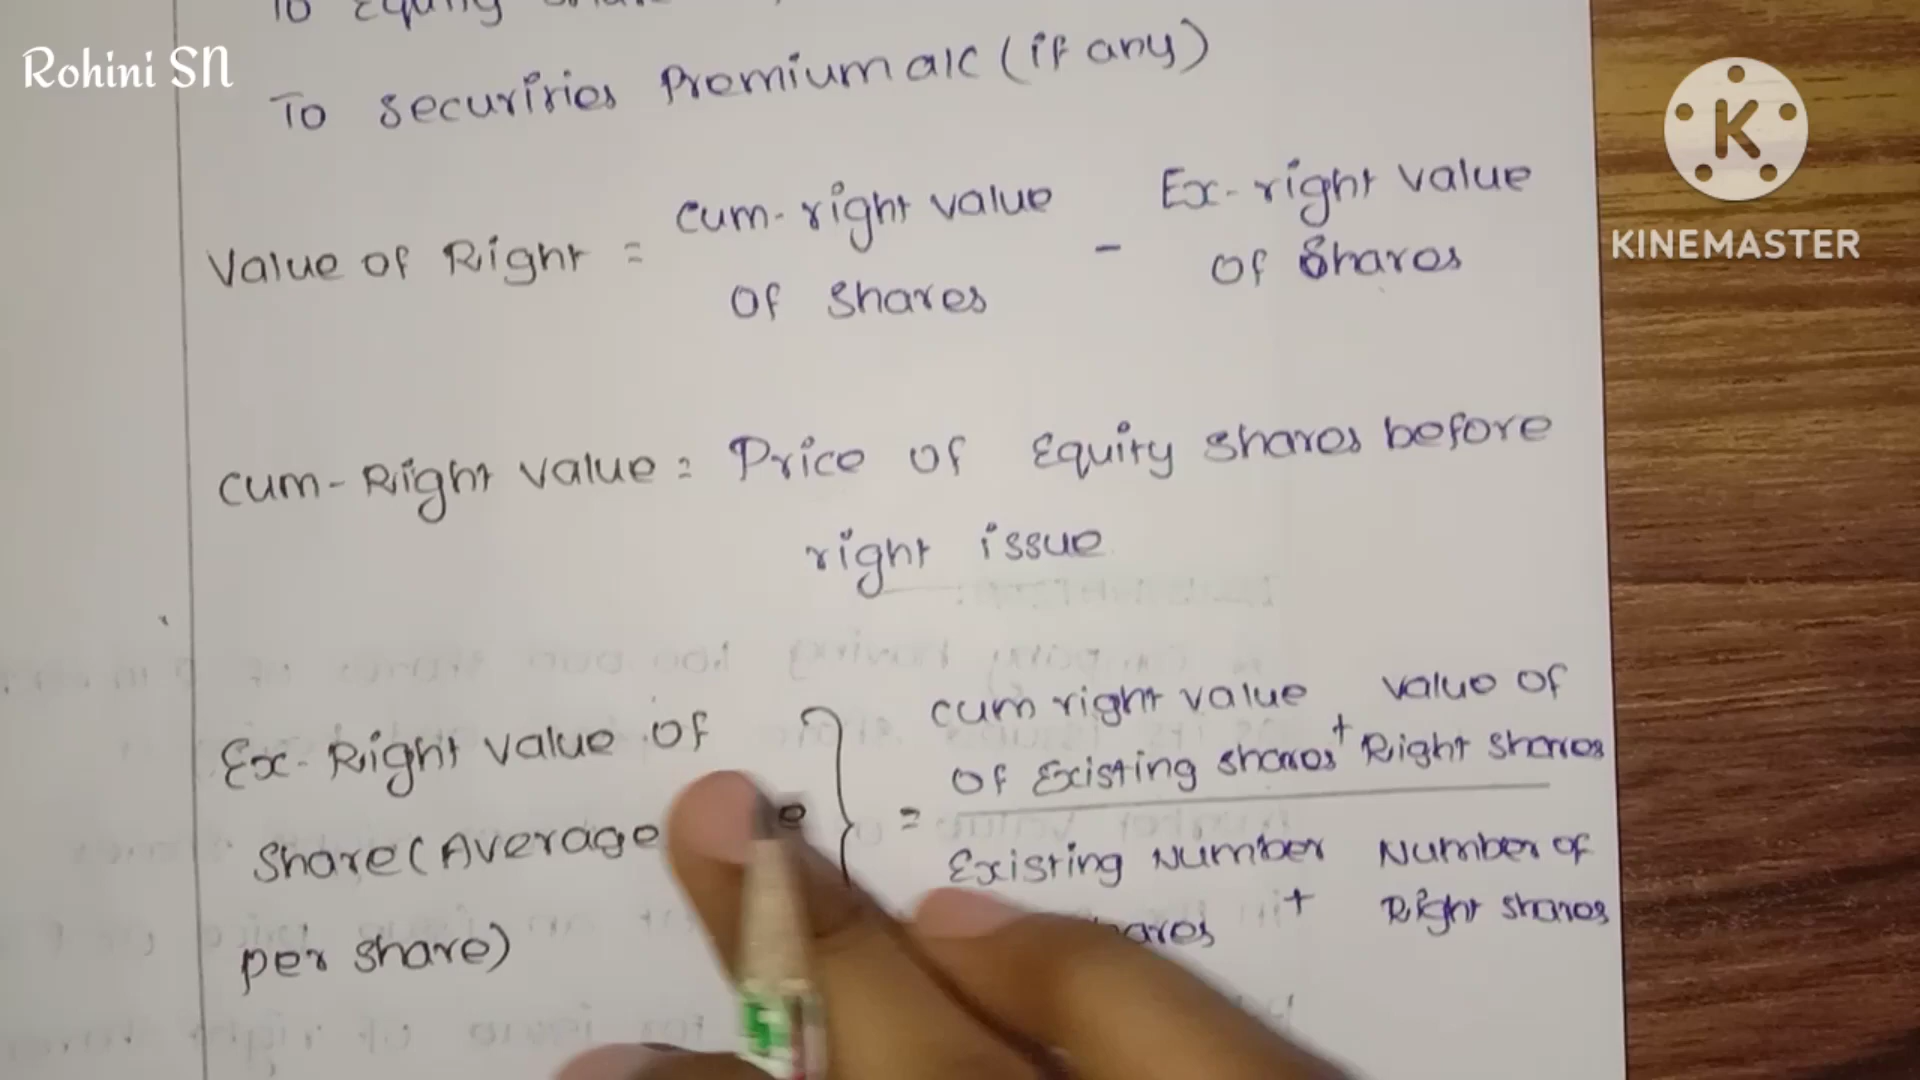 To Equity
Rohini SN
To securities Premium a/c (if any)
KINEMASTER
Value of Right = cum-right value of shares - Ex-right value of Shares
cum-Right value = Price of Equity shares before
right issue
Ex-Right value of share (Average per share) = cum right value of Existing shares + value of Right shares
Existing Number + Number of Right shares